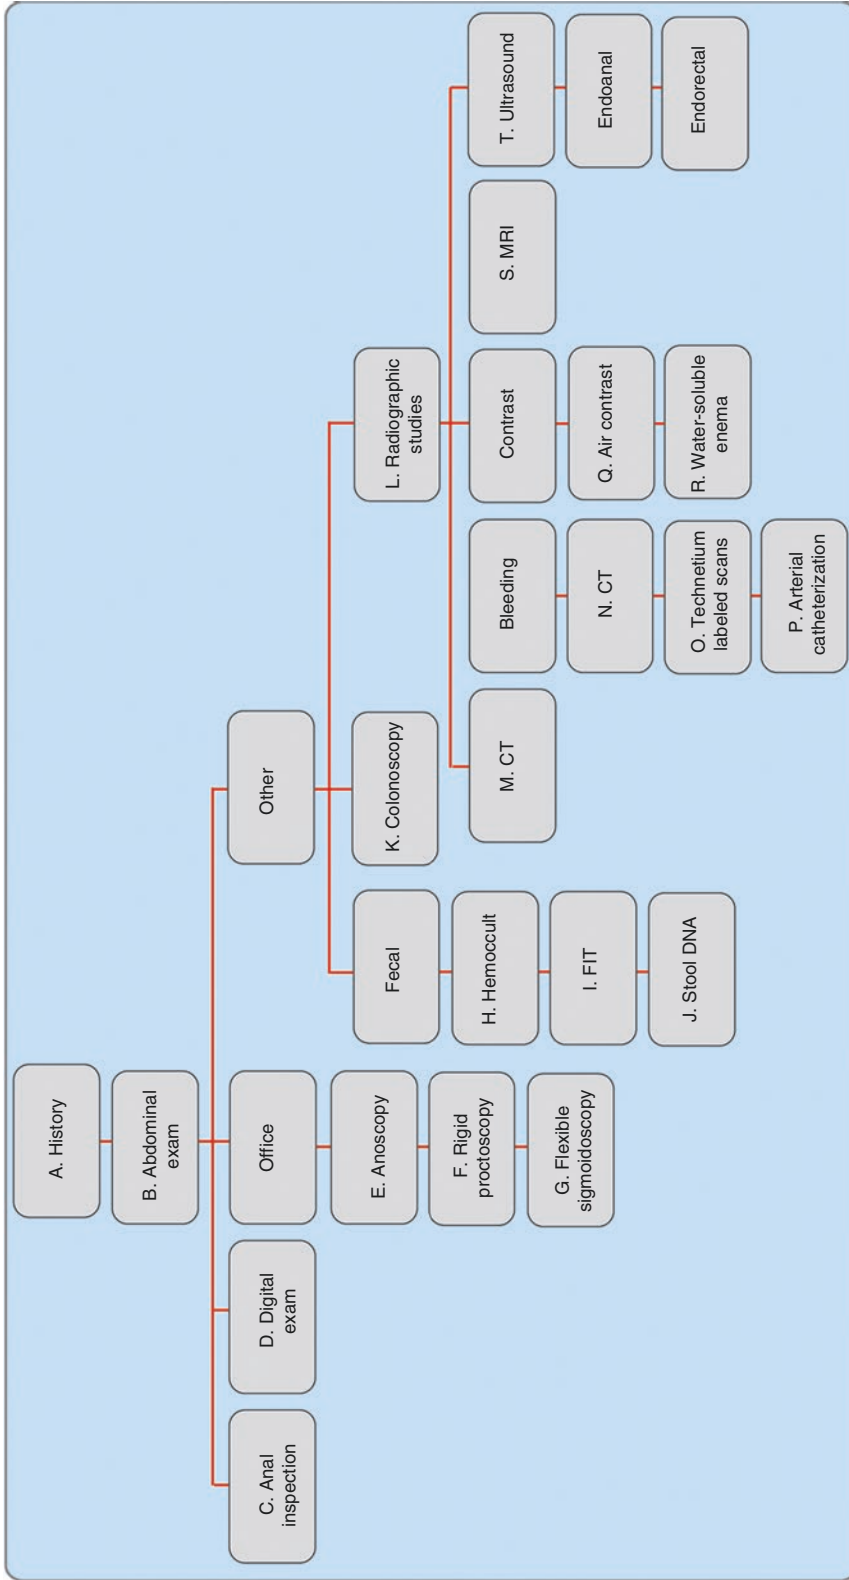 A. History
B. Abdominal
exam
C. Anal
inspection
D. Digital
exam
Office
E. Anoscopy
F. Rigid
proctoscopy
G. Flexible
sigmoidoscopy
Other
Fecal
H. Hemoccult
I. FIT
J. Stool DNA
K. Colonoscopy
L. Radiographic
studies
M. CT
Bleeding
N. CT
O. Technetium
labeled scans
P. Arterial
catheterization
Contrast
Q. Air contrast
R. Water-soluble
enema
S. MRI
T. Ultrasound
Endoanal
Endorectal